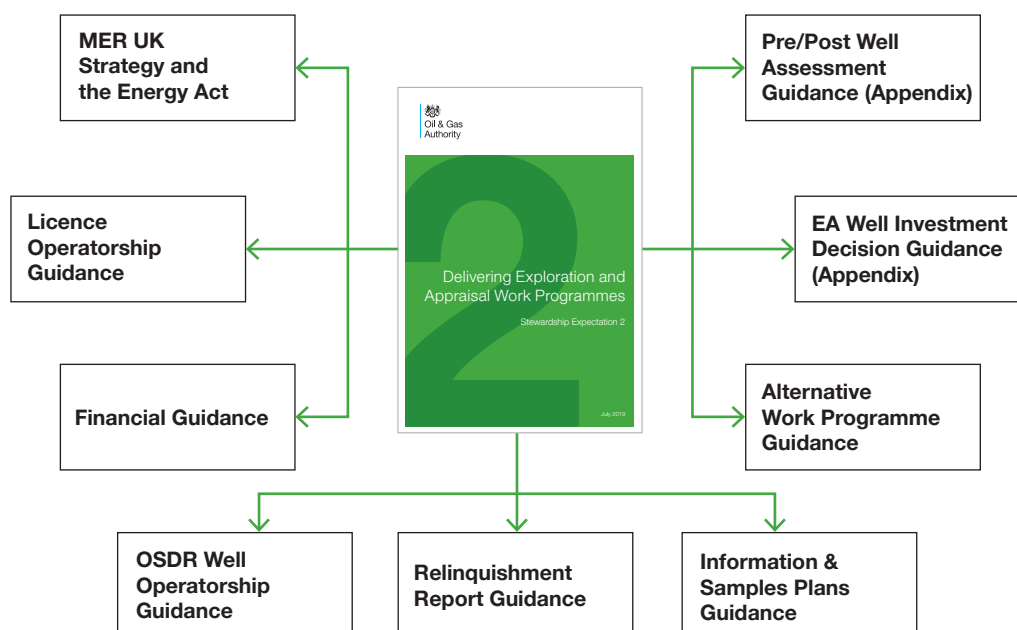 MER UK
Strategy and
the Energy Act
Pre/Post Well
Assessment
Guidance (Appendix)
Oil & Gas
Authority
Licence
Operatorship
Guidance
EA Well Investment
Decision Guidance
(Appendix)
2
Delivering Exploration and
Appraisal Work Programmes
Stewardship Expectation 2
July 2019
Financial Guidance
Alternative
Work Programme
Guidance
OSDR Well
Operatorship
Guidance
Relinquishment
Report Guidance
Information &
Samples Plans
Guidance